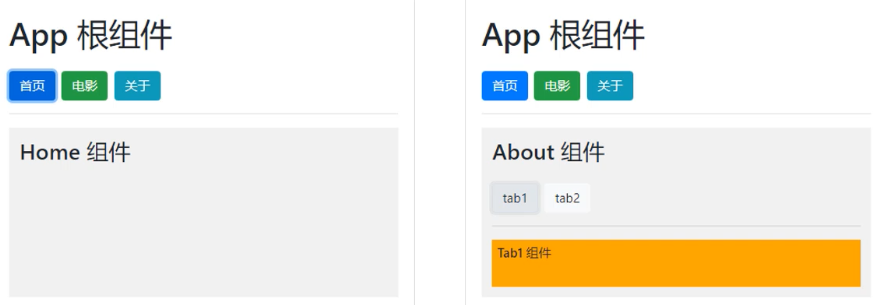 App 根组件
首页 电影 关于
Home 组件
App 根组件
首页 电影 关于
About 组件
tab1 tab2
Tab1 组件